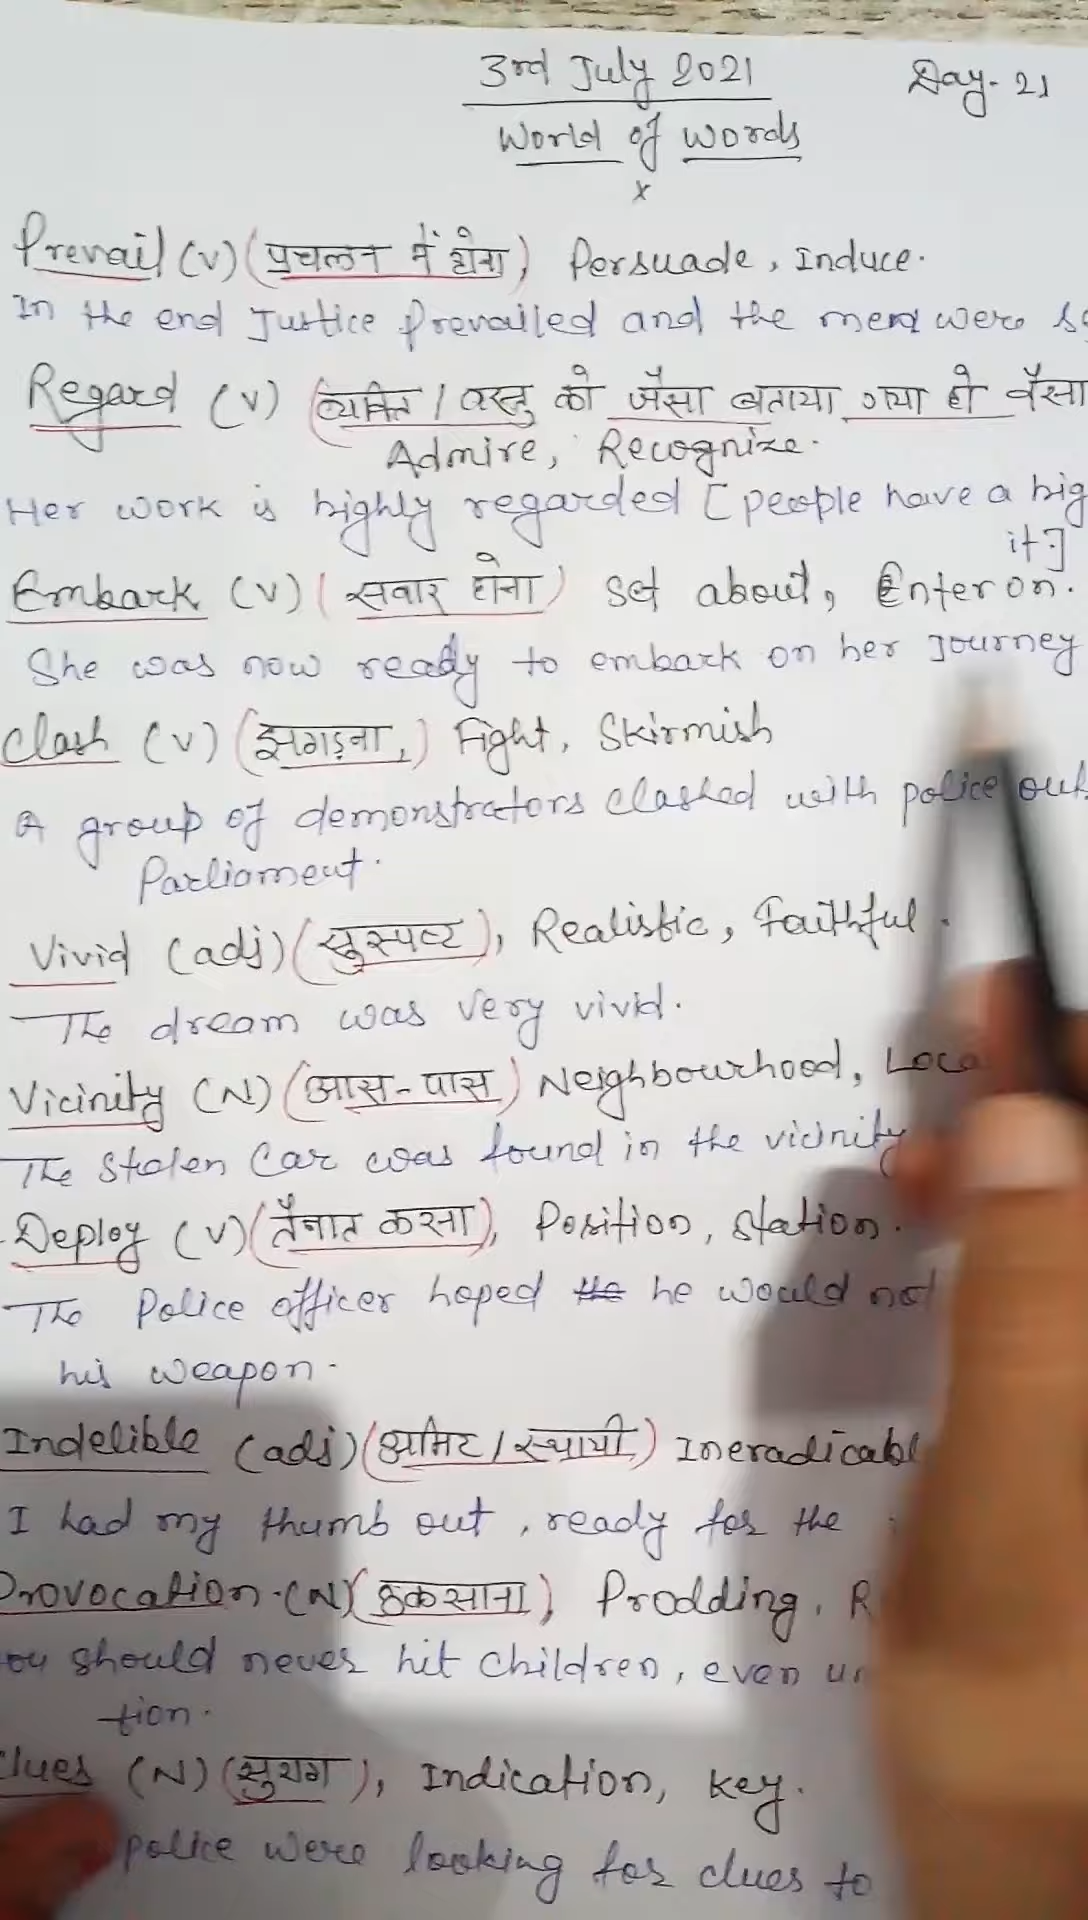 3rd July 2021
Day-21
World of Words
x
Prevail (V) (प्रचलन में होना) Persuade, Induce.
In the end Justice Prevailed and the men were
Regard (V) (व्यक्ति / वस्तु को जैसा बताया गया हो वैसा
Admire, Recognize.
Her work is highly regarded [people have a hig
it]
Embark (V) (सवार होना) Set about, Enter on.
She was now ready to embark on her Journey
Clash (V) (झगड़ना,) Fight, Skirmish
A group of demonstrators clashed with police out
Parliament.
Vivid (adj) (सुस्पष्ट), Realistic, Faithful.
The dream was very vivid.
Vicinity (N) (आस-पास) Neighbourhood, Loca
The stolen Car was found in the vicinity
Deploy (V) (तैनात करना), Position, Station.
The Police officer hoped he would not
his weapon.
Indelible (adj) (अमिट / स्थायी) Ineradicabl
I had my thumb out, ready for the
Provocation-(N) (उकसाना), Prodding, R
ou should never hit children, even un
tion.
lues (N) (सुराग), Indication, Key.
police were looking for clues to